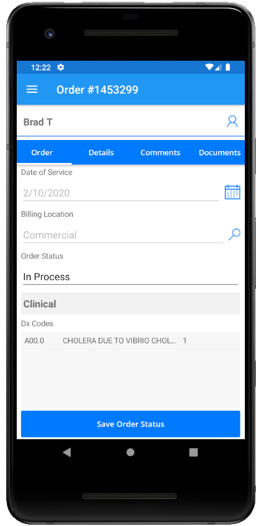 12:22
Order #1453299
Brad T
Order Details Comments Documents
Date of Service
2/10/2020
Billing Location
Commercial
Order Status
In Process
Clinical
Dx Codes
A00.0 CHOLERA DUE TO VIBRIO CHOL... 1
Save Order Status